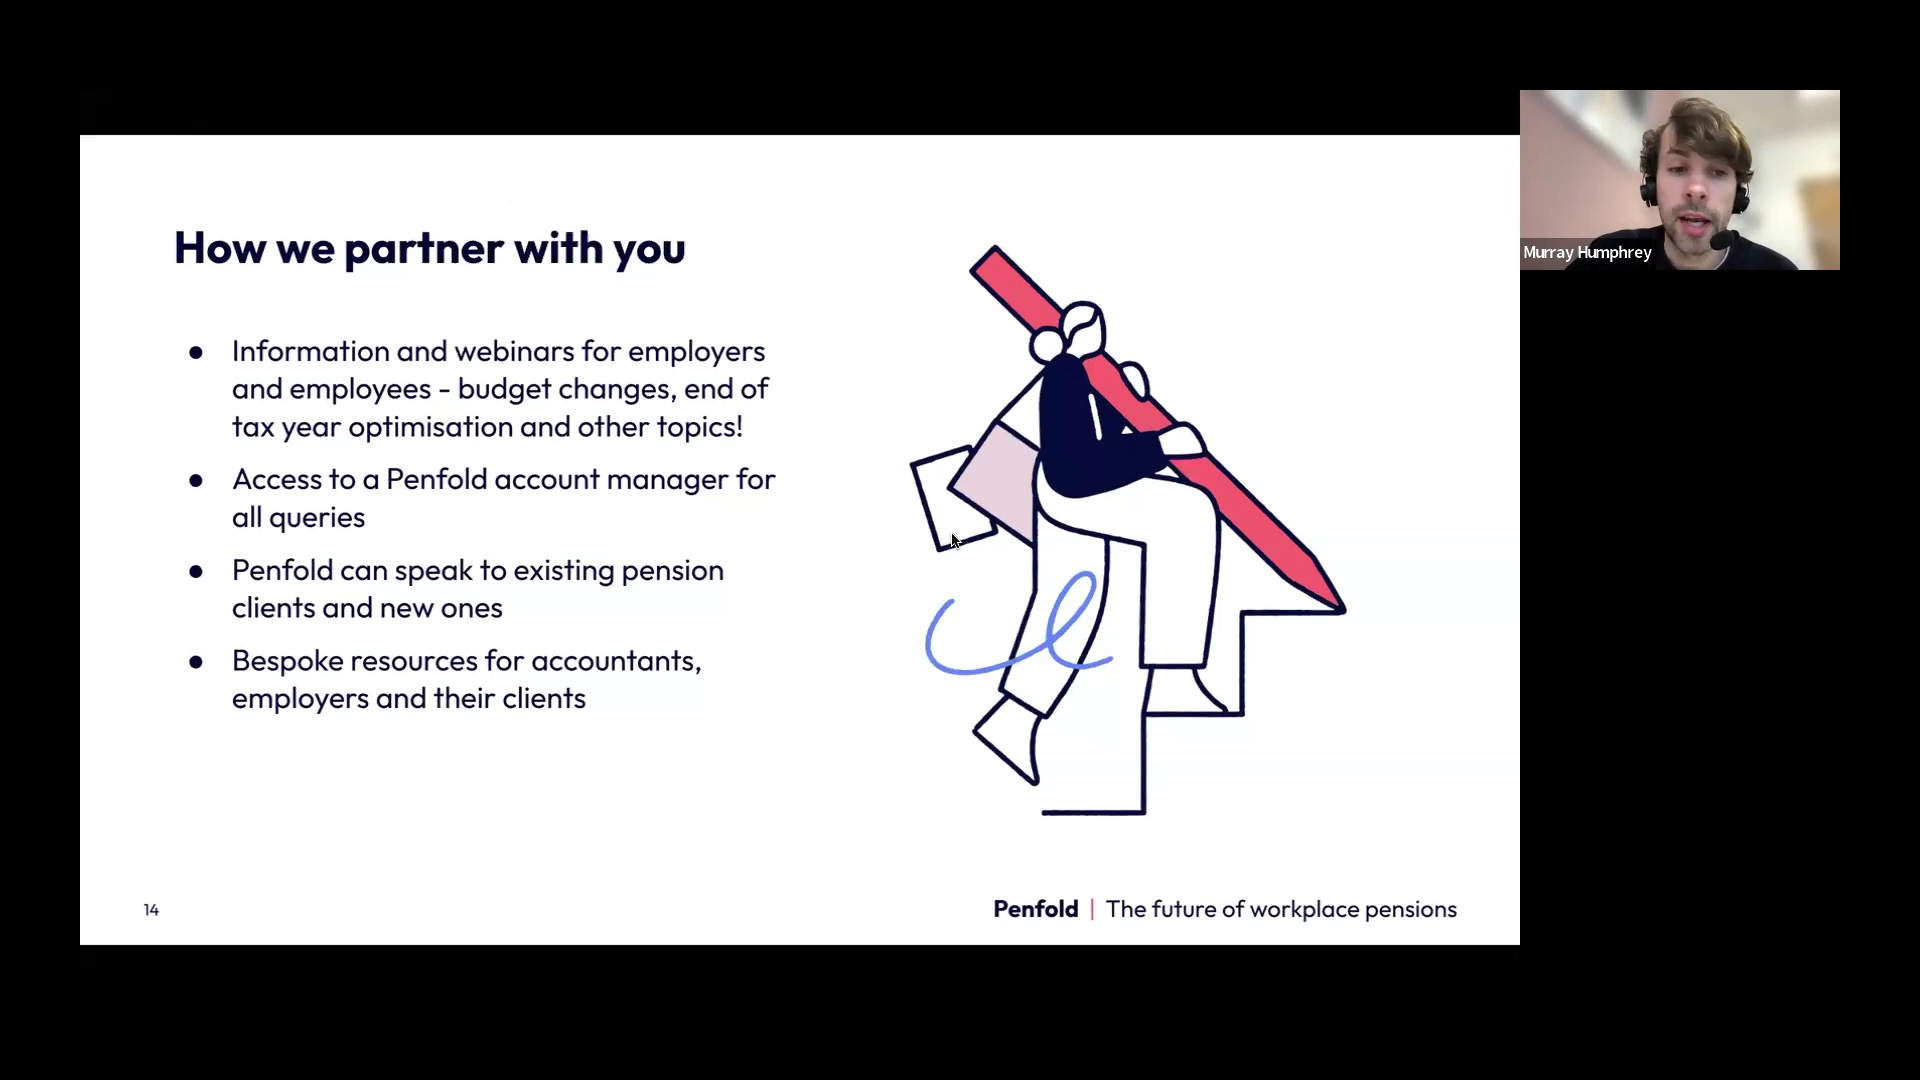 How we partner with you
● Information and webinars for employers
and employees - budget changes, end of
tax year optimisation and other topics!
● Access to a Penfold account manager for
all queries
● Penfold can speak to existing pension
clients and new ones
● Bespoke resources for accountants,
employers and their clients
14
Penfold | The future of workplace pensions
Murray Humphrey